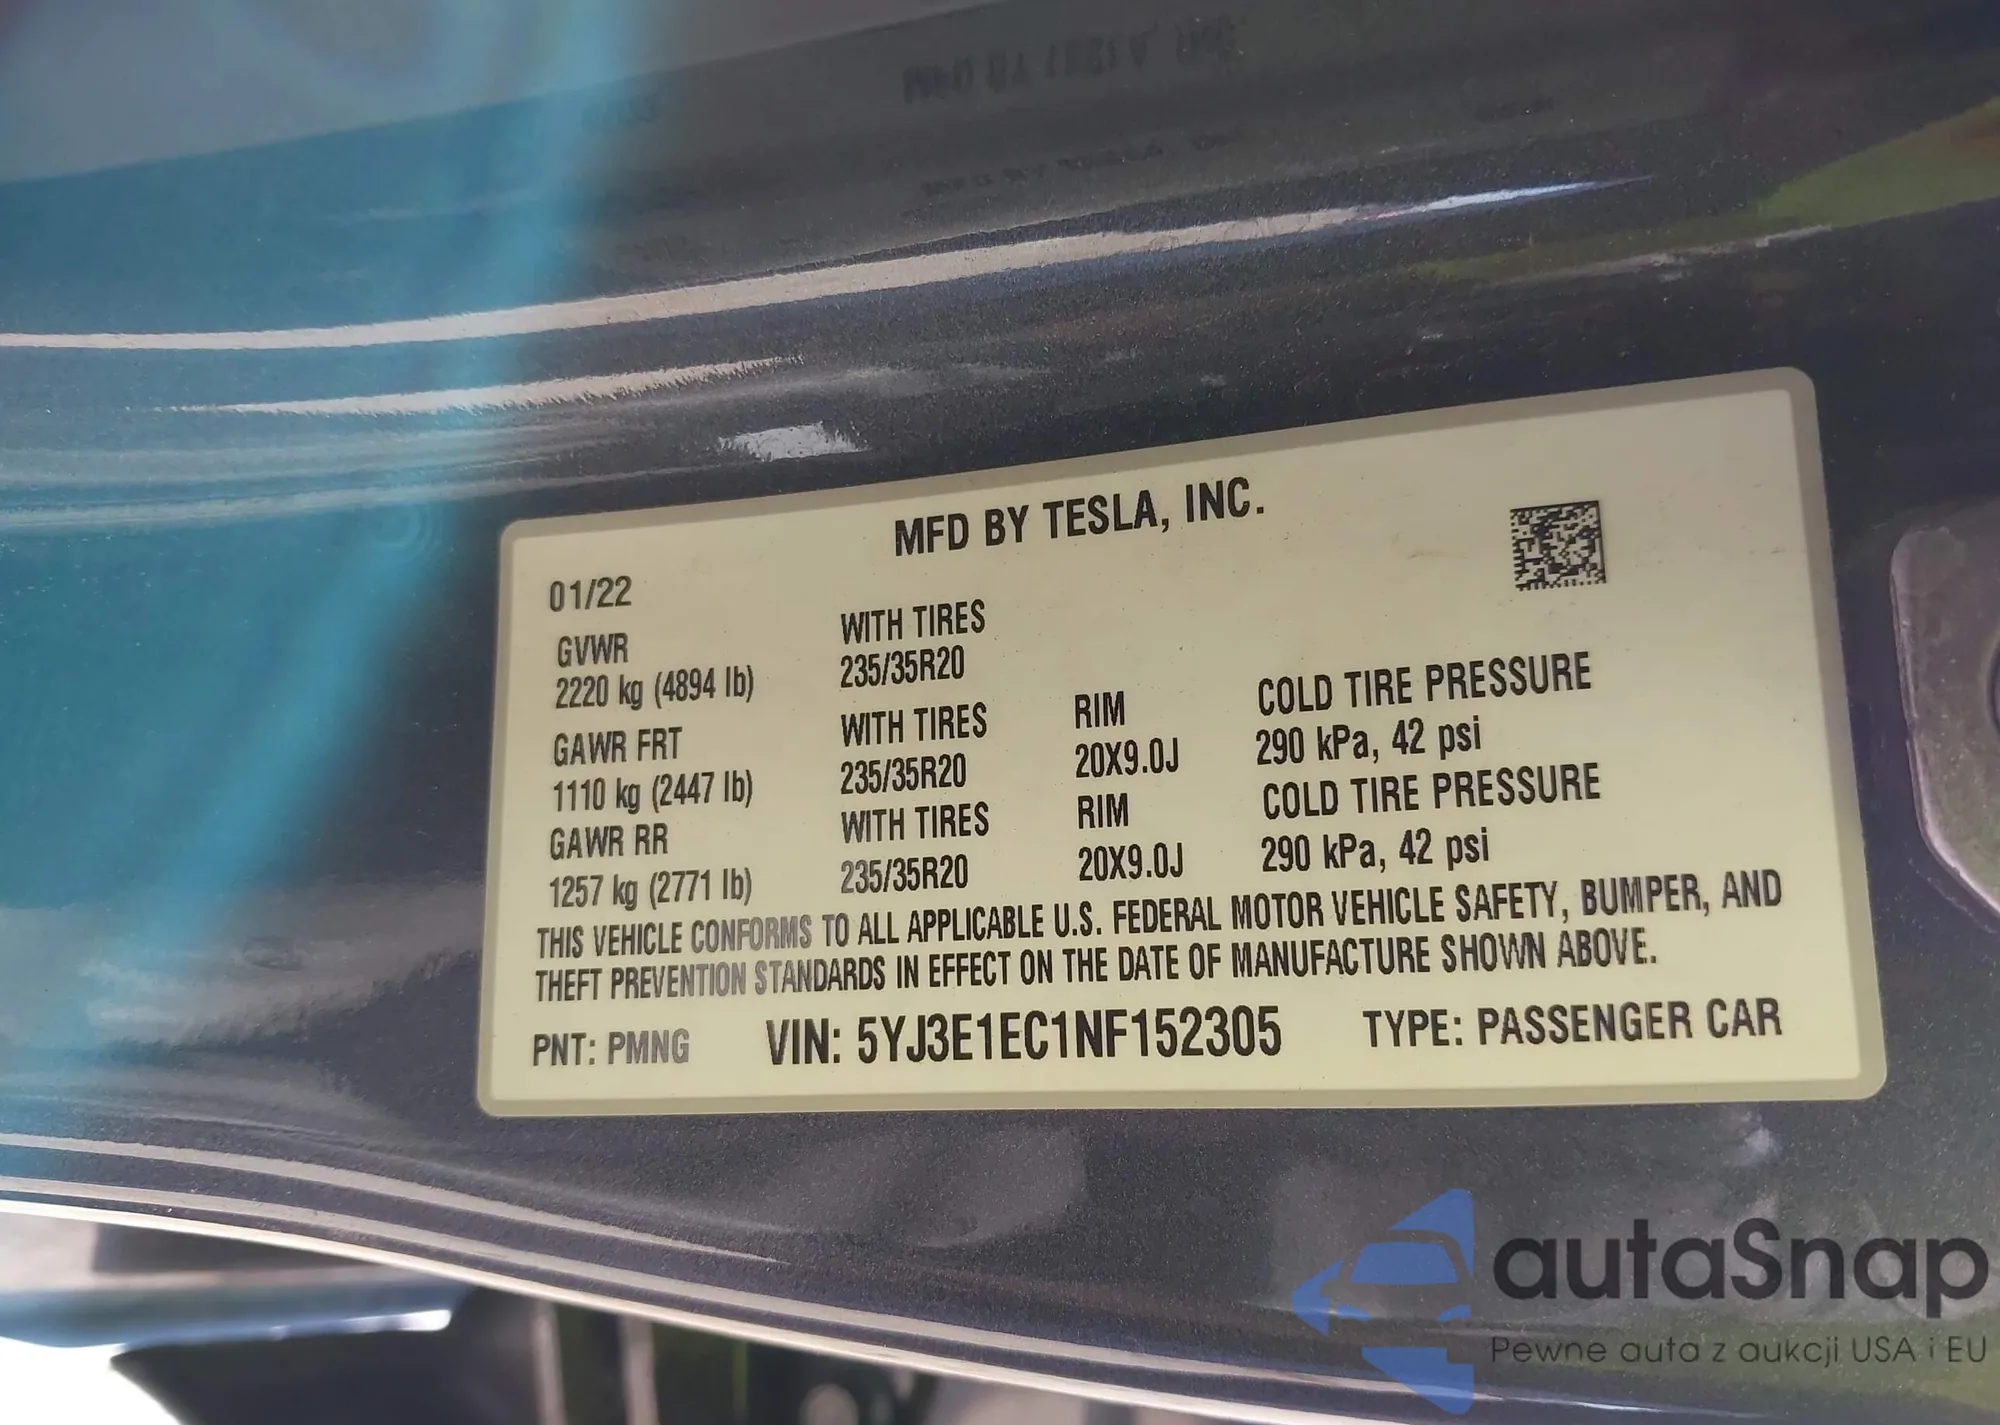 MFD BY TESLA, INC.
01/22
GVWR
2220 kg (4894 lb)
WITH TIRES
235/35R20
GAWR FRT
1110 kg (2447 lb)
WITH TIRES
235/35R20
RIM
20X9.0J
COLD TIRE PRESSURE
290 kPa, 42 psi
GAWR RR
1257 kg (2771 lb)
WITH TIRES
235/35R20
RIM
20X9.0J
COLD TIRE PRESSURE
290 kPa, 42 psi
THIS VEHICLE CONFORMS TO ALL APPLICABLE U.S. FEDERAL MOTOR VEHICLE SAFETY, BUMPER, AND
THEFT PREVENTION STANDARDS IN EFFECT ON THE DATE OF MANUFACTURE SHOWN ABOVE.
PNT: PMNG VIN: 5YJ3E1EC1NF152305 TYPE: PASSENGER CAR
autaSnap
Pewne auta z aukcji USA i EU